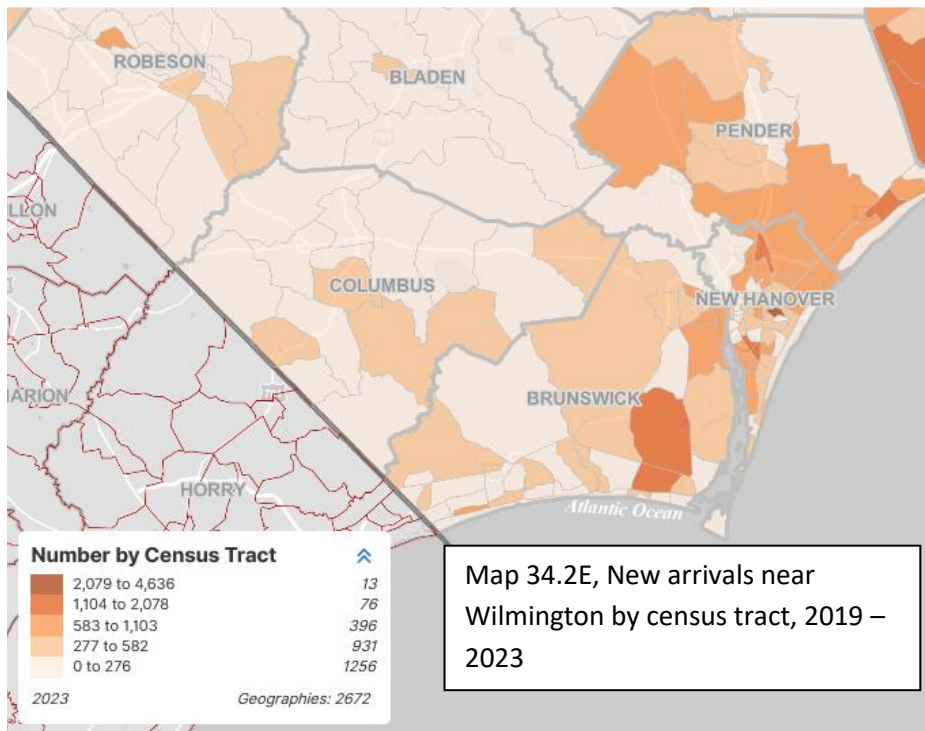 ROBESON
BLADEN
PENDER
LLON
COLUMBUS
NEW HANOVER
ARION
BRUNSWICK
HORRY
Atlantic Ocean
Number by Census Tract
2,079 to 4,636 13
1,104 to 2,078 76
583 to 1,103 396
277 to 582 931
0 to 276 1256
2023 Geographies: 2672
Map 34.2E, New arrivals near
Wilmington by census tract, 2019 –
2023